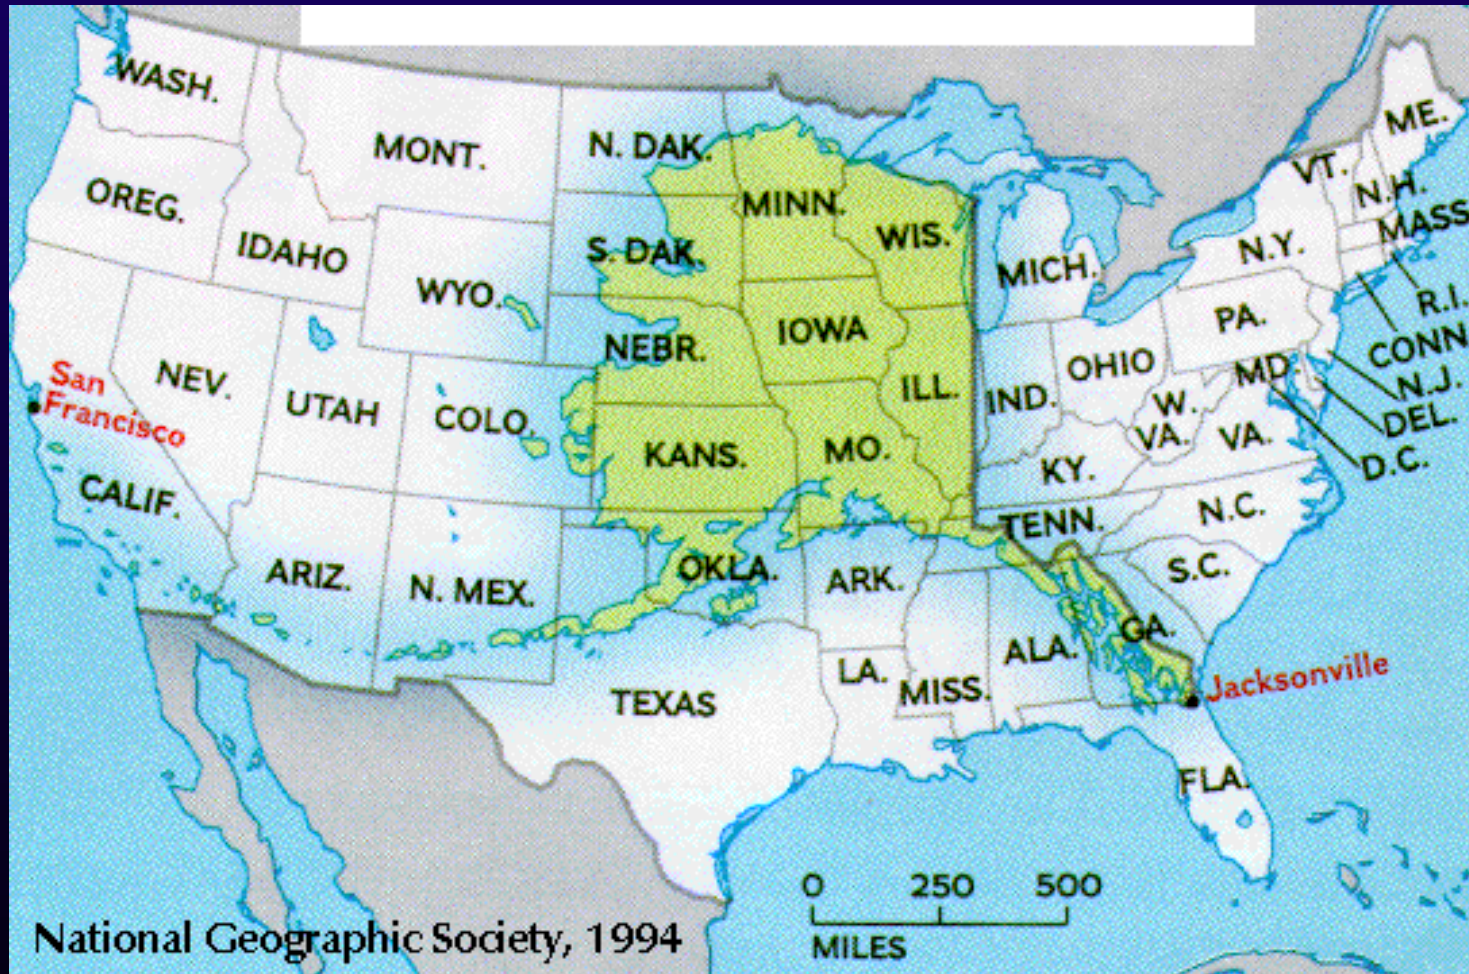 WASH.
MONT.
N. DAK.
MINN.
ME.
VT.
N.H.
MASS
OREG.
IDAHO
WYO.
S. DAK.
WIS.
MICH.
N.Y.
R.I.
CONN
N.J.
DEL.
D.C.
PA.
MD.
OHIO
IND.
ILL.
IOWA
NEBR.
San
Francisco
NEV.
UTAH
COLO.
KANS.
MO.
KY.
W.
VA.
VA.
CALIF.
ARIZ.
N. MEX.
OKLA.
ARK.
TENN.
N.C.
S.C.
GA.
ALA.
MISS.
LA.
TEXAS
Jacksonville
FLA.
0 250 500
MILES
National Geographic Society, 1994